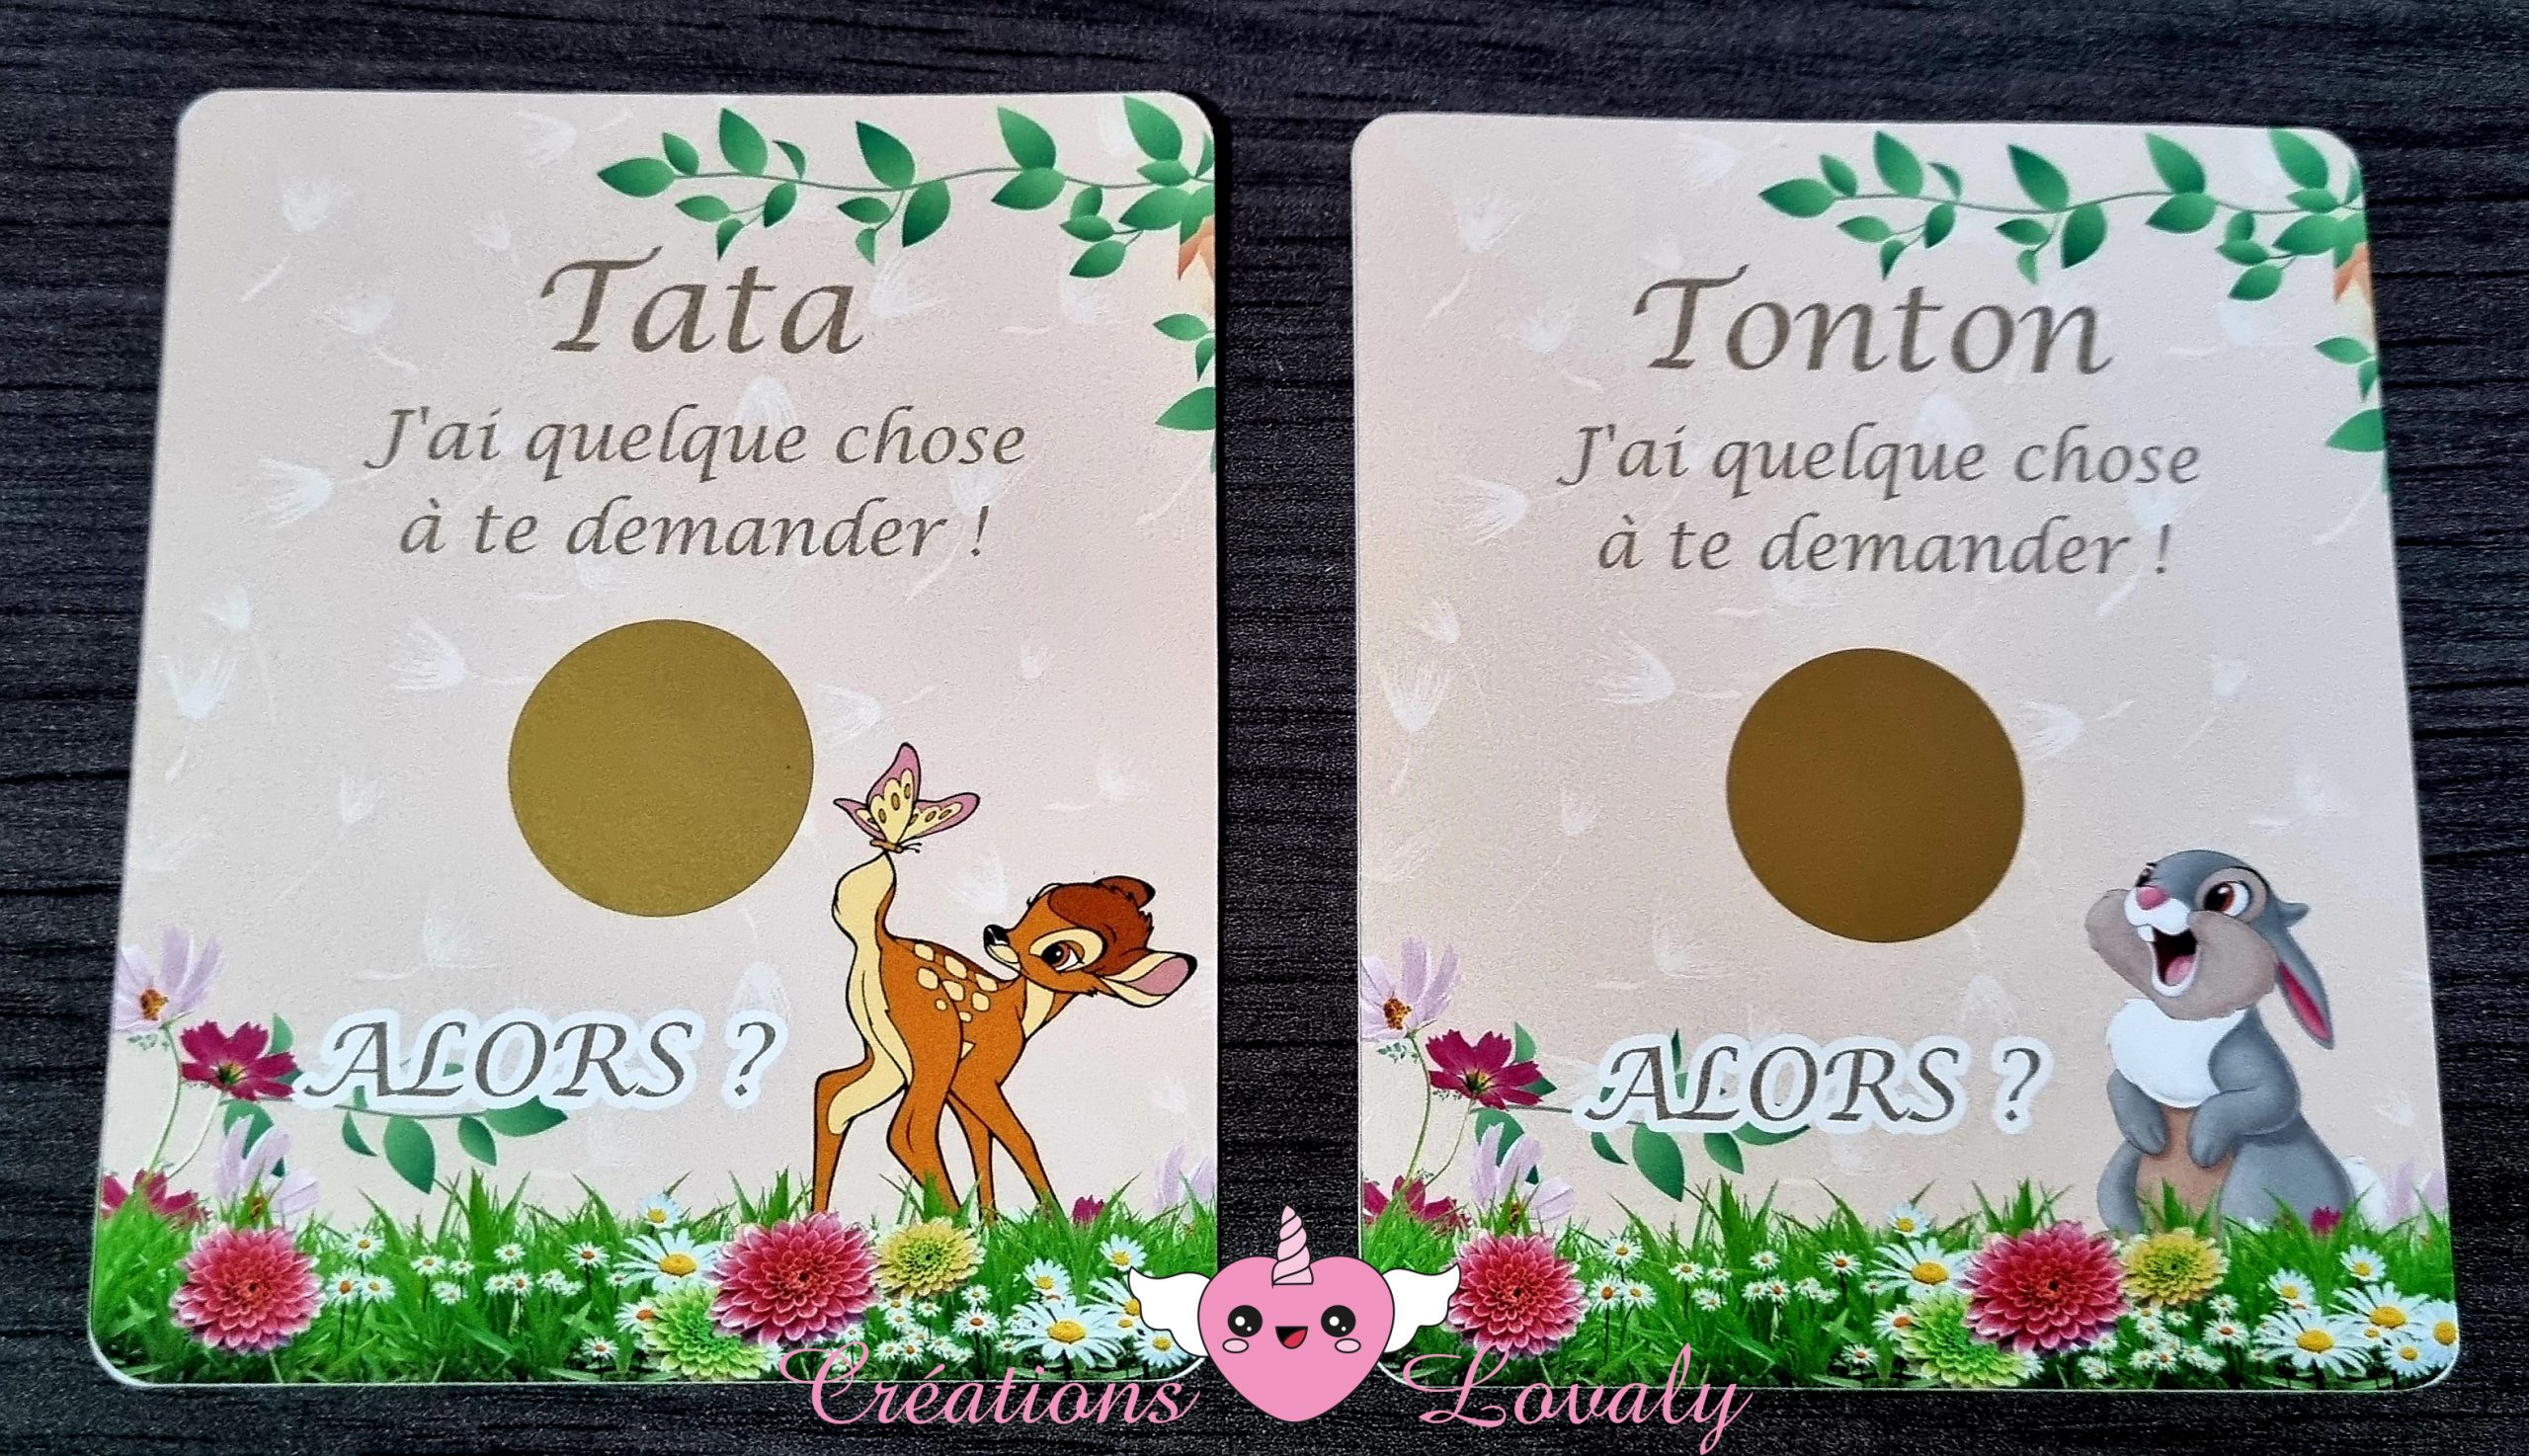 Tata
J'ai quelque chose
à te demander !
ALORS ?
Tonton
J'ai quelque chose
à te demander !
ALORS ?
Créations Lovaly